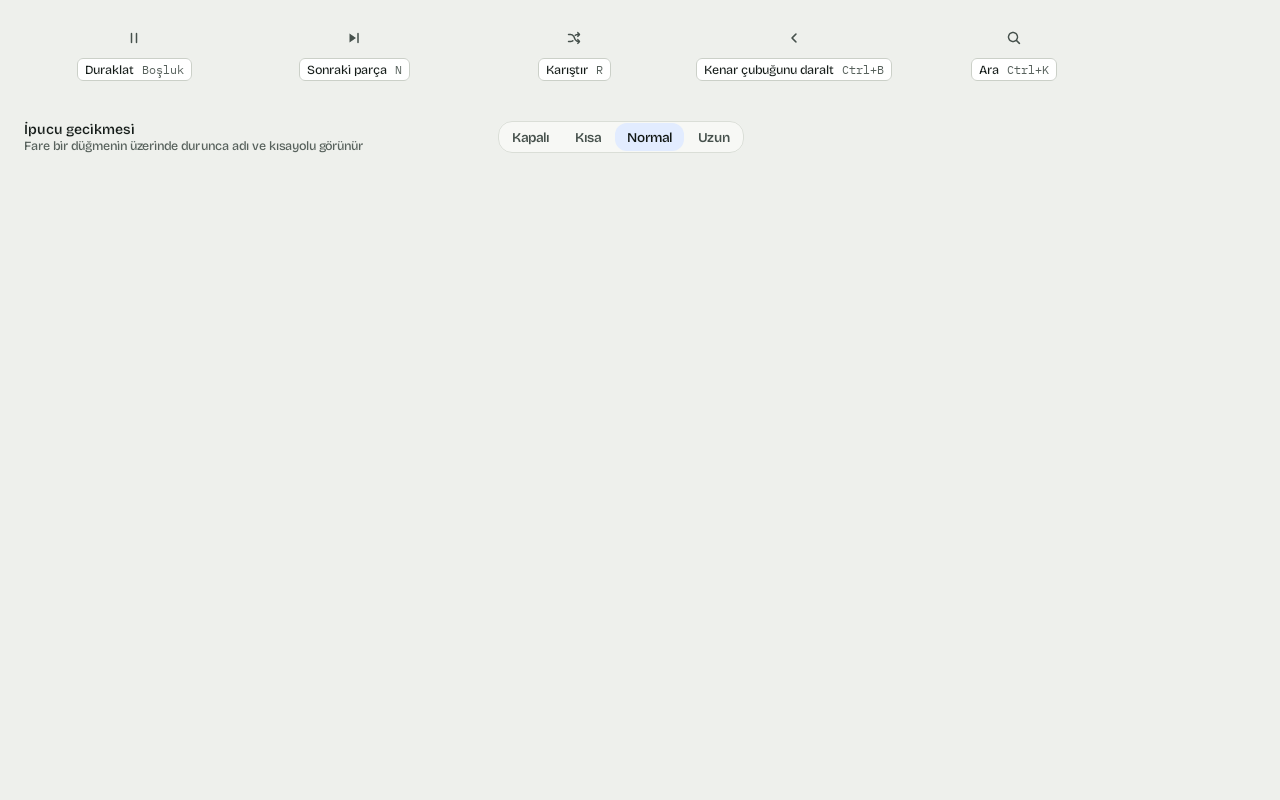 Duraklat Boşluk
Sonraki parça N
Karıştır R
Kenar çubuğunu daralt Ctrl+B
Ara Ctrl+K
İpucu gecikmesi
Fare bir düğmenin üzerinde durunca adı ve kısayolu görünür
Kapalı Kısa Normal Uzun